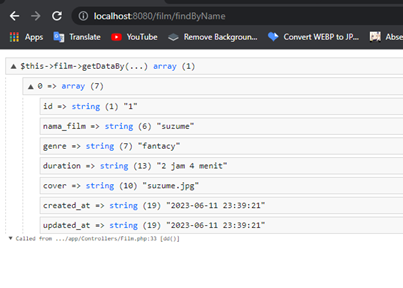 localhost:8080/film/findByName
Apps Translate YouTube Remove Backgroun... Convert WEBP to JP... Abse
$this->film->getDataBy(...) array (1)
0 => array (7)
id => string (1) "1"
nama_film => string (6) "suzume"
genre => string (7) "fantacy"
duration => string (13) "2 jam 4 menit"
cover => string (10) "suzume.jpg"
created_at => string (19) "2023-06-11 23:39:21"
updated_at => string (19) "2023-06-11 23:39:21"
Called from .../app/Controllers/Film.php:33 [dd()]